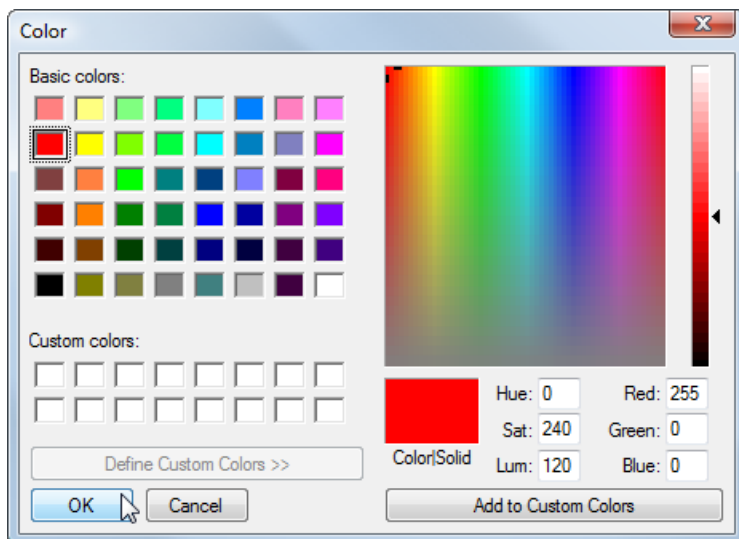 Color
Basic colors:
Custom colors:
Define Custom Colors >>
OK
Cancel
Color|Solid
Hue: 0
Sat: 240
Lum: 120
Red: 255
Green: 0
Blue: 0
Add to Custom Colors